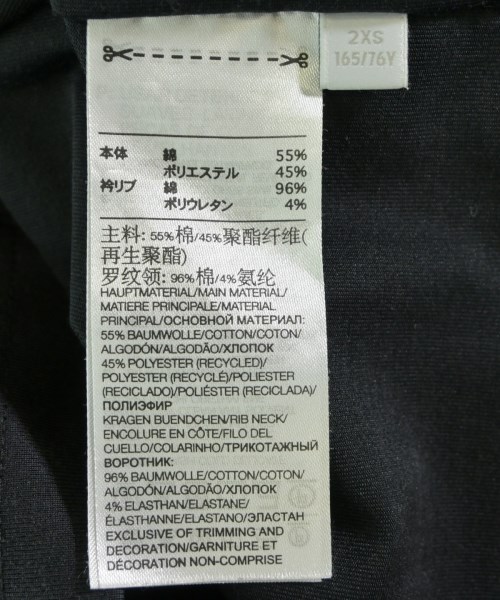 2XS
165/76Y
本体 綿 55%
ポリエステル 45%
衿リブ 綿 96%
ポリウレタン 4%
主料: 55%棉/45%聚酯纤维(
再生聚酯)
罗纹领: 96%棉/4%氨纶
HAUPTMATERIAL/MAIN MATERIAL/
MATIERE PRINCIPALE/MATERIAL
PRINCIPAL/ОСНОВНОЙ МАТЕРИАЛ:
55% BAUMWOLLE/COTTON/COTON/
ALGODÓN/ALGODÃO/ХЛОПОК
45% POLYESTER (RECYCLED)/
POLYESTER (RECYCLÉ)/POLIESTER
(RECICLADO)/POLIÉSTER (RECICLADA)/
ПОЛИЭФИР
KRAGEN BUENDCHEN/RIB NECK/
ENCOLURE EN CÔTE/FILO DEL
CUELLO/COLARINHO/ТРИКОТАЖНЫЙ
ВОРОТНИК:
96% BAUMWOLLE/COTTON/COTON/
ALGODÓN/ALGODÃO/ХЛОПОК
4% ELASTHAN/ELASTANE/
ÉLASTHANNE/ELASTANO/ЭЛАСТАН
EXCLUSIVE OF TRIMMING AND
DECORATION/GARNITURE ET
DÉCORATION NON-COMPRISE